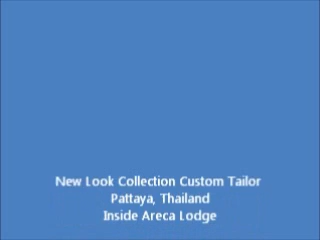 New Look Collection Custom Tailor
Pattaya, Thailand
Inside Areca Lodge